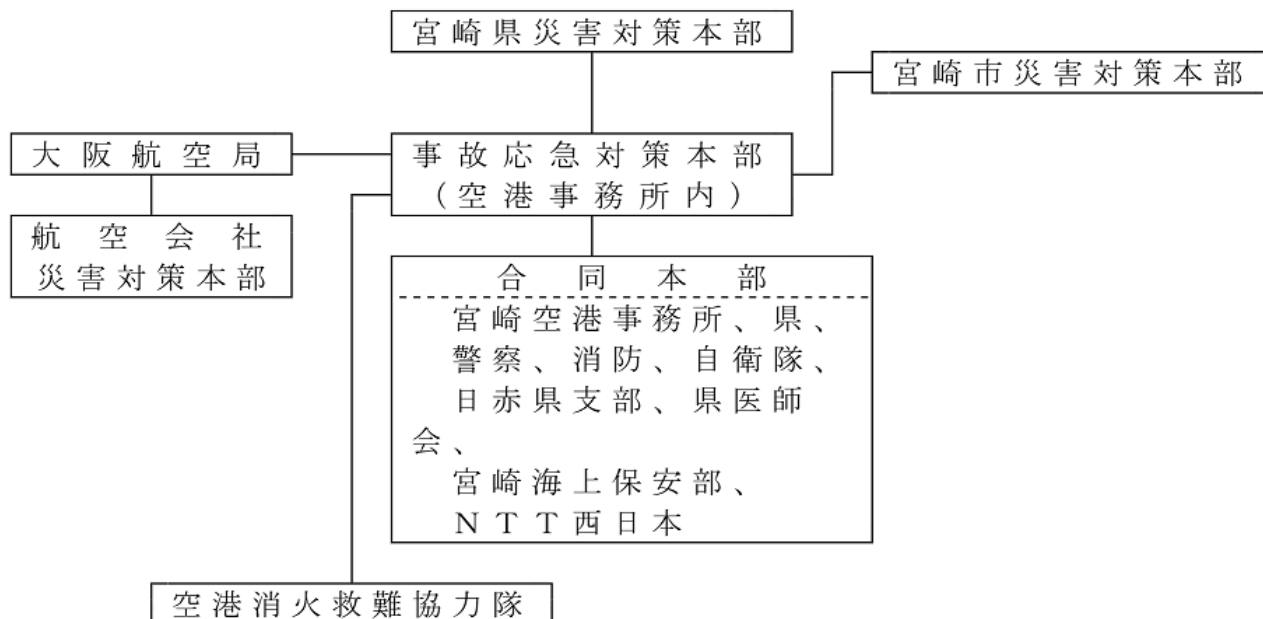 宮崎県災害対策本部
宮崎市災害対策本部
大阪航空局
事故応急対策本部
（空港事務所内）
航空会社
災害対策本部
合同本部
宮崎空港事務所、県、
警察、消防、自衛隊、
日赤県支部、県医師
会、
宮崎海上保安部、
ＮＴＴ西日本
空港消火救難協力隊